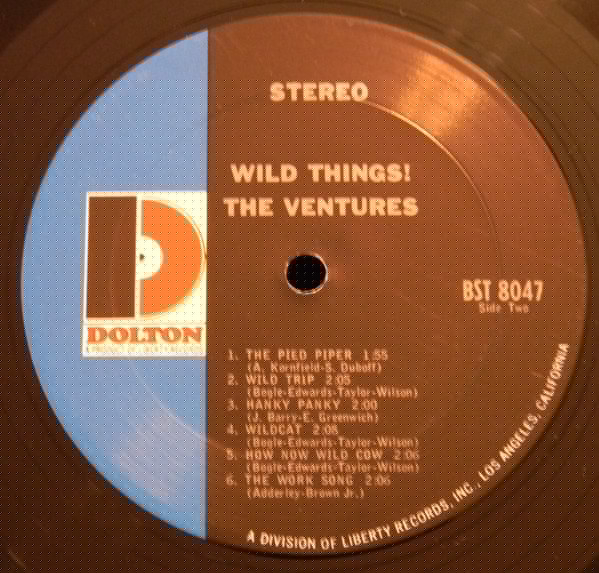 STEREO
WILD THINGS!
THE VENTURES
BST 8047
Side Two
DOLTON
1. THE PIED PIPER 1:55
(A. Kornfield-S. Duboff)
2. WILD TRIP 2:05
(Bogle-Edwards-Taylor-Wilson)
3. HANKY PANKY 2:00
(J. Barry-E. Greenwich)
4. WILDCAT 2:08
(Bogle-Edwards-Taylor-Wilson)
5. HOW NOW WILD COW 2:06
(Bogle-Edwards-Taylor-Wilson)
6. THE WORK SONG 2:06
(Adderley-Brown Jr.)
A DIVISION OF LIBERTY RECORDS, INC., LOS ANGELES, CALIFORNIA